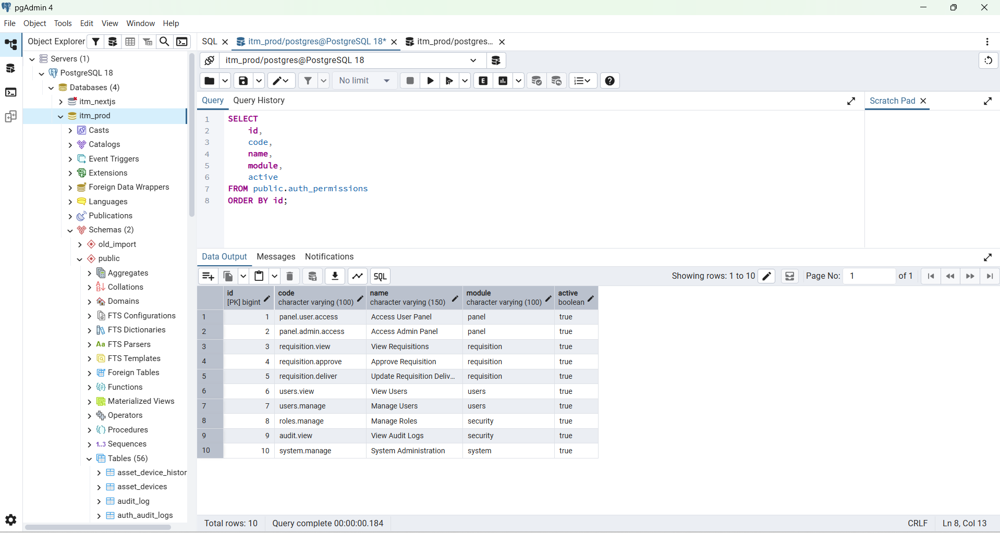 pgAdmin 4
File Object Tools Edit View Window Help
Object Explorer
SQL itm_prod/postgres@PostgreSQL 18* itm_prod/postgres...
Servers (1)
PostgreSQL 18
Databases (4)
itm_nextjs
itm_prod
Casts
Catalogs
Event Triggers
Extensions
Foreign Data Wrappers
Languages
Publications
Schemas (2)
old_import
public
Aggregates
Collations
Domains
FTS Configurations
FTS Dictionaries
Aa FTS Parsers
FTS Templates
Foreign Tables
Functions
Materialized Views
Operators
Procedures
1..3 Sequences
Tables (56)
asset_device_histor
asset_devices
audit_log
auth_audit_logs
itm_prod/postgres@PostgreSQL 18
No limit
E
Query Query History
Scratch Pad
1 SELECT
2 id,
3 code,
4 name,
5 module,
6 active
7 FROM public.auth_permissions
8 ORDER BY id;
Data Output Messages Notifications
SQL
Showing rows: 1 to 10 Page No: 1 of 1
id code name module active
[PK] bigint character varying (100) character varying (150) character varying (100) boolean
1 1 panel.user.access Access User Panel panel true
2 2 panel.admin.access Access Admin Panel panel true
3 3 requisition.view View Requisitions requisition true
4 4 requisition.approve Approve Requisition requisition true
5 5 requisition.deliver Update Requisition Deliv... requisition true
6 6 users.view View Users users true
7 7 users.manage Manage Users users true
8 8 roles.manage Manage Roles security true
9 9 audit.view View Audit Logs security true
10 10 system.manage System Administration system true
Total rows: 10 Query complete 00:00:00.184 CRLF Ln 8, Col 13